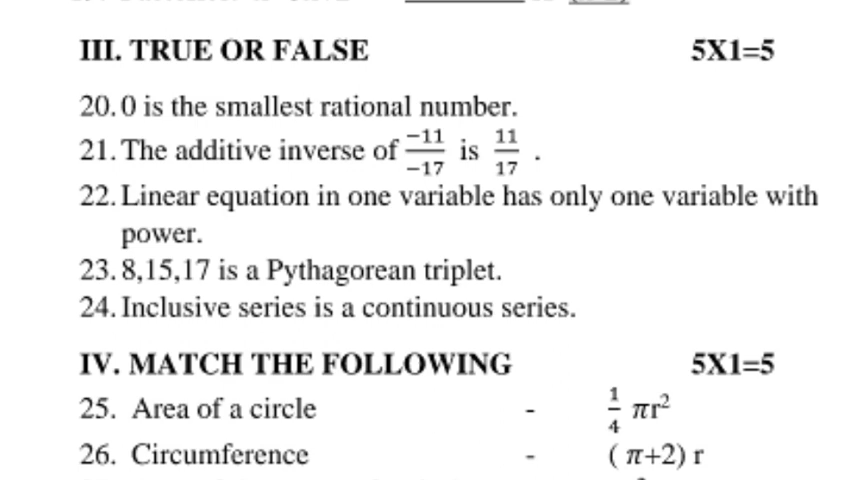 III. TRUE OR FALSE 5X1=5
20. 0 is the smallest rational number.
21. The additive inverse of −11/−17 is 11/17 .
22. Linear equation in one variable has only one variable with
power.
23. 8,15,17 is a Pythagorean triplet.
24. Inclusive series is a continuous series.
IV. MATCH THE FOLLOWING 5X1=5
25. Area of a circle - 1/4 πr²
26. Circumference - ( π+2) r